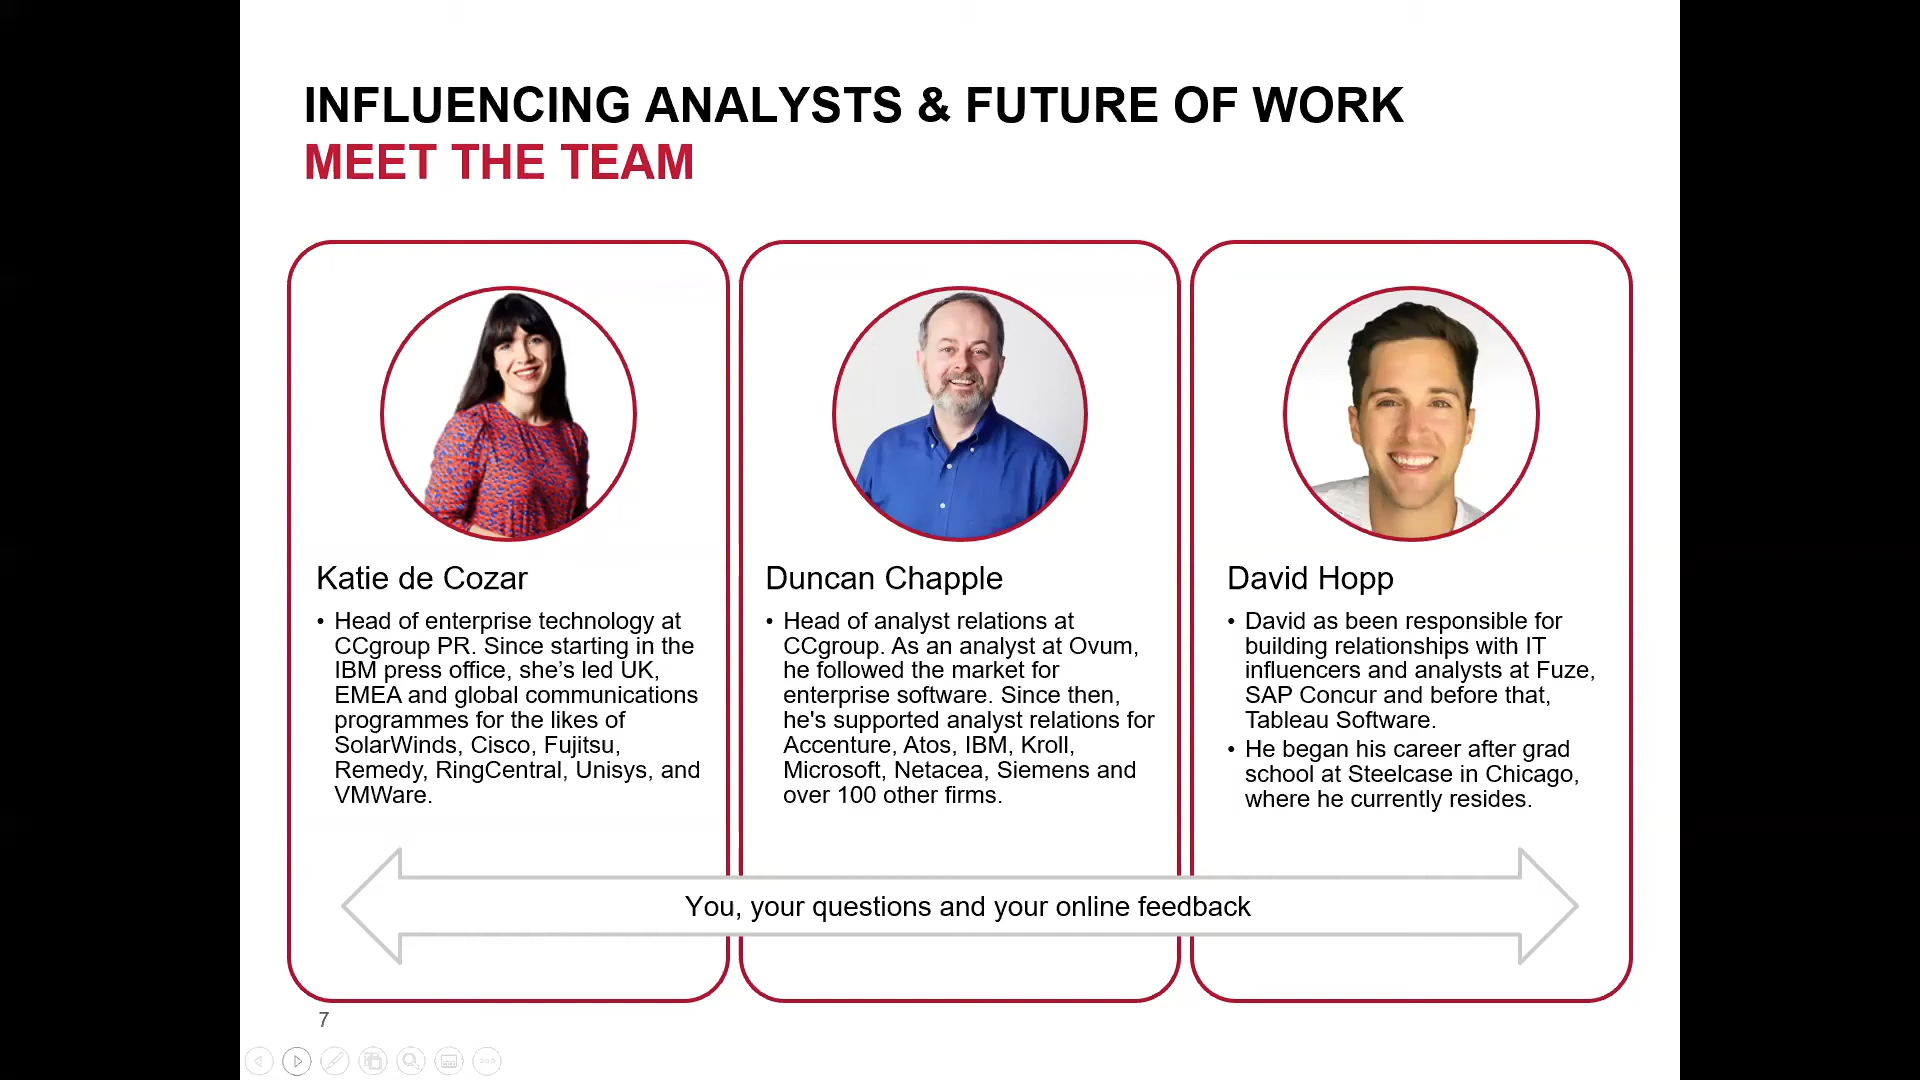 INFLUENCING ANALYSTS & FUTURE OF WORK
MEET THE TEAM
Katie de Cozar
• Head of enterprise technology at
CCgroup PR. Since starting in the
IBM press office, she’s led UK,
EMEA and global communications
programmes for the likes of
SolarWinds, Cisco, Fujitsu,
Remedy, RingCentral, Unisys, and
VMWare.
Duncan Chapple
• Head of analyst relations at
CCgroup. As an analyst at Ovum,
he followed the market for
enterprise software. Since then,
he's supported analyst relations for
Accenture, Atos, IBM, Kroll,
Microsoft, Netacea, Siemens and
over 100 other firms.
David Hopp
• David as been responsible for
building relationships with IT
influencers and analysts at Fuze,
SAP Concur and before that,
Tableau Software.
• He began his career after grad
school at Steelcase in Chicago,
where he currently resides.
You, your questions and your online feedback
7